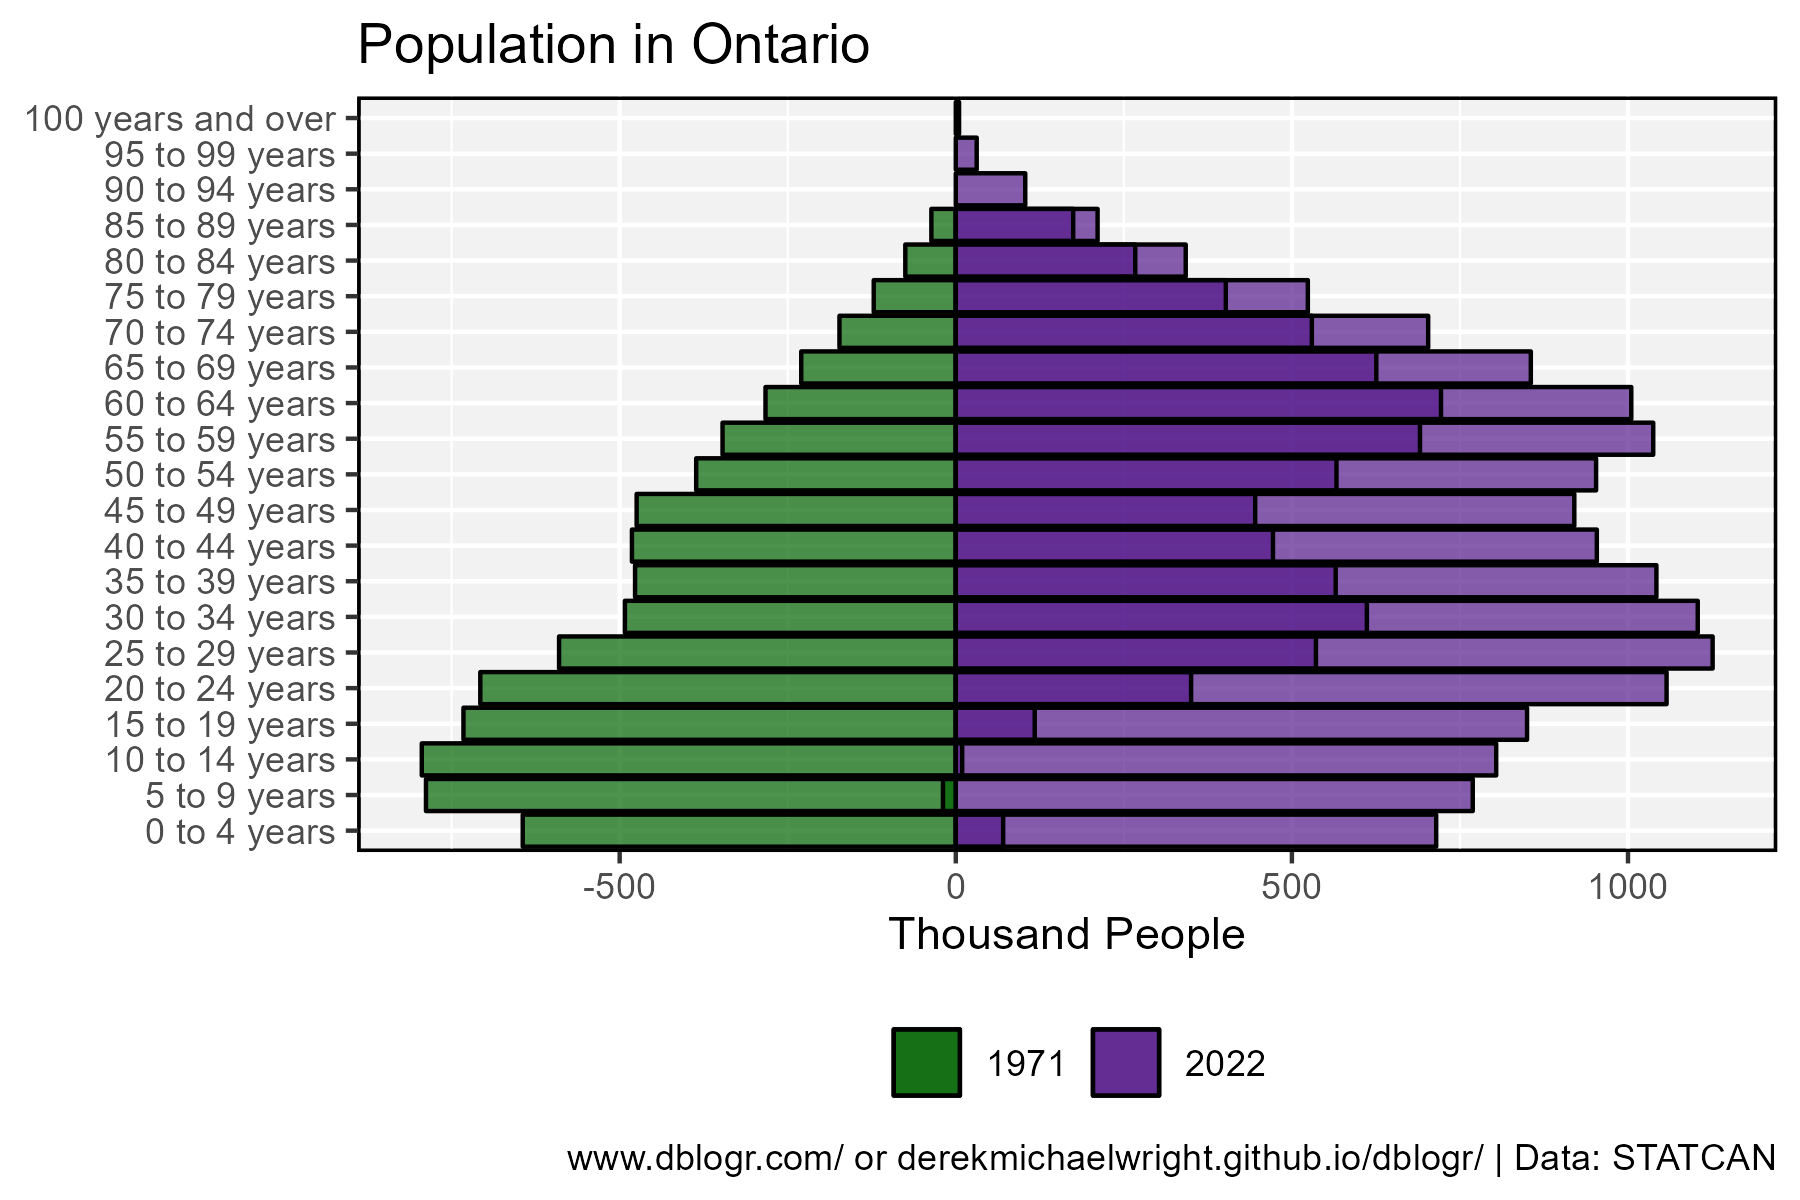 Population in Ontario
100 years and over
95 to 99 years
90 to 94 years
85 to 89 years
80 to 84 years
75 to 79 years
70 to 74 years
65 to 69 years
60 to 64 years
55 to 59 years
50 to 54 years
45 to 49 years
40 to 44 years
35 to 39 years
30 to 34 years
25 to 29 years
20 to 24 years
15 to 19 years
10 to 14 years
5 to 9 years
0 to 4 years
-500 0 500 1000
Thousand People
1971 2022
www.dblogr.com/ or derekmichaelwright.github.io/dblogr/ | Data: STATCAN